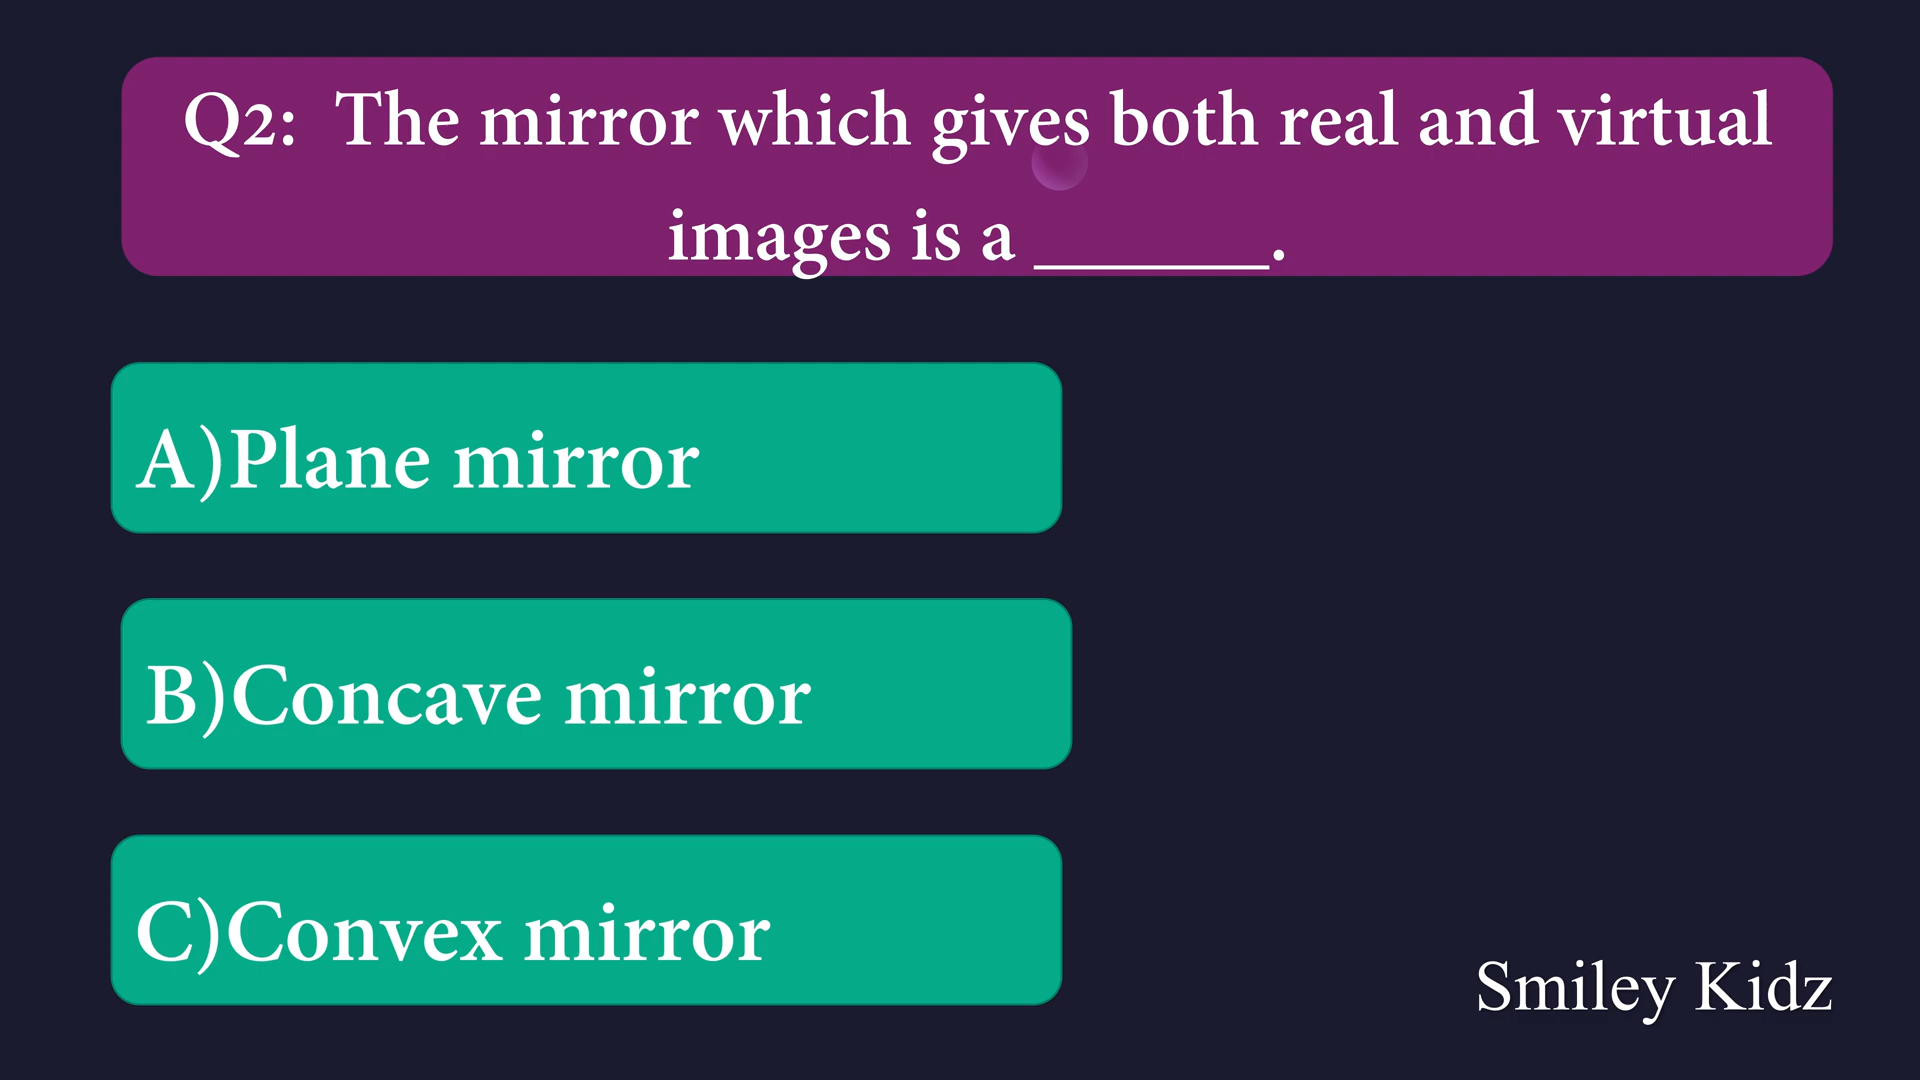 Q2: The mirror which gives both real and virtual
images is a ______.
A)Plane mirror
B)Concave mirror
C)Convex mirror
Smiley Kidz